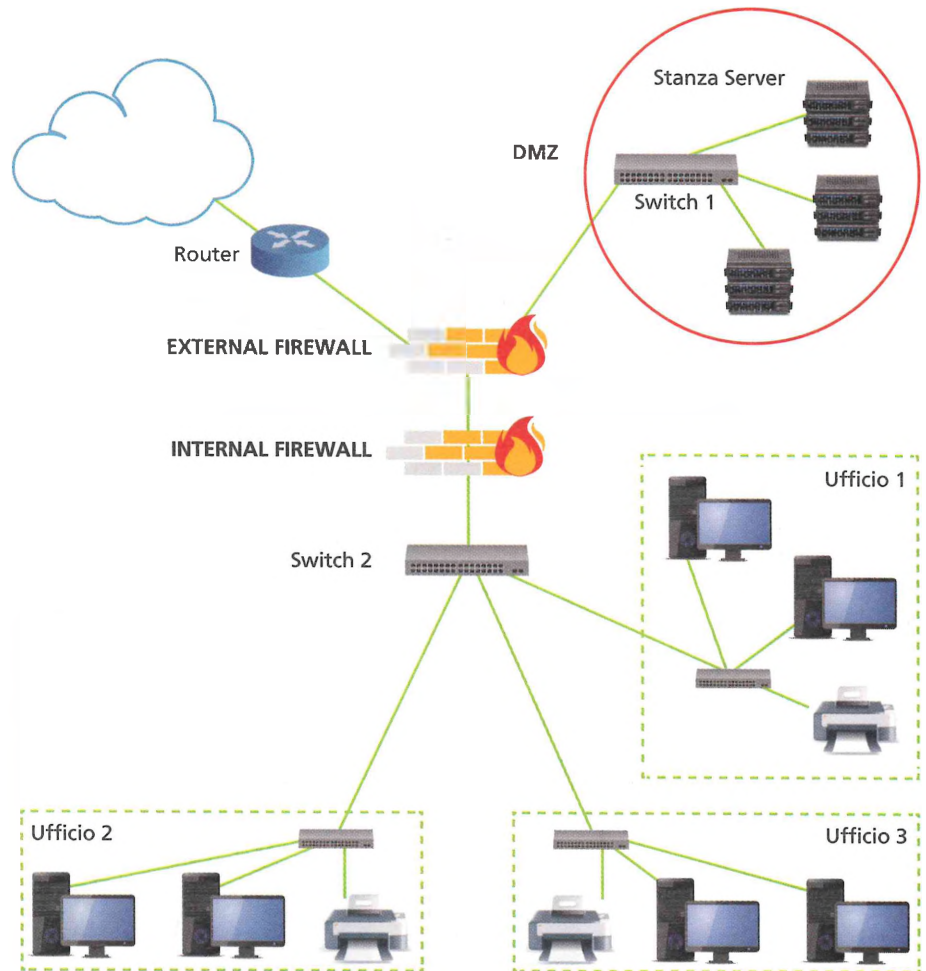 Stanza Server
DMZ
Switch 1
Router
EXTERNAL FIREWALL
INTERNAL FIREWALL
Ufficio 1
Switch 2
Ufficio 2
Ufficio 3